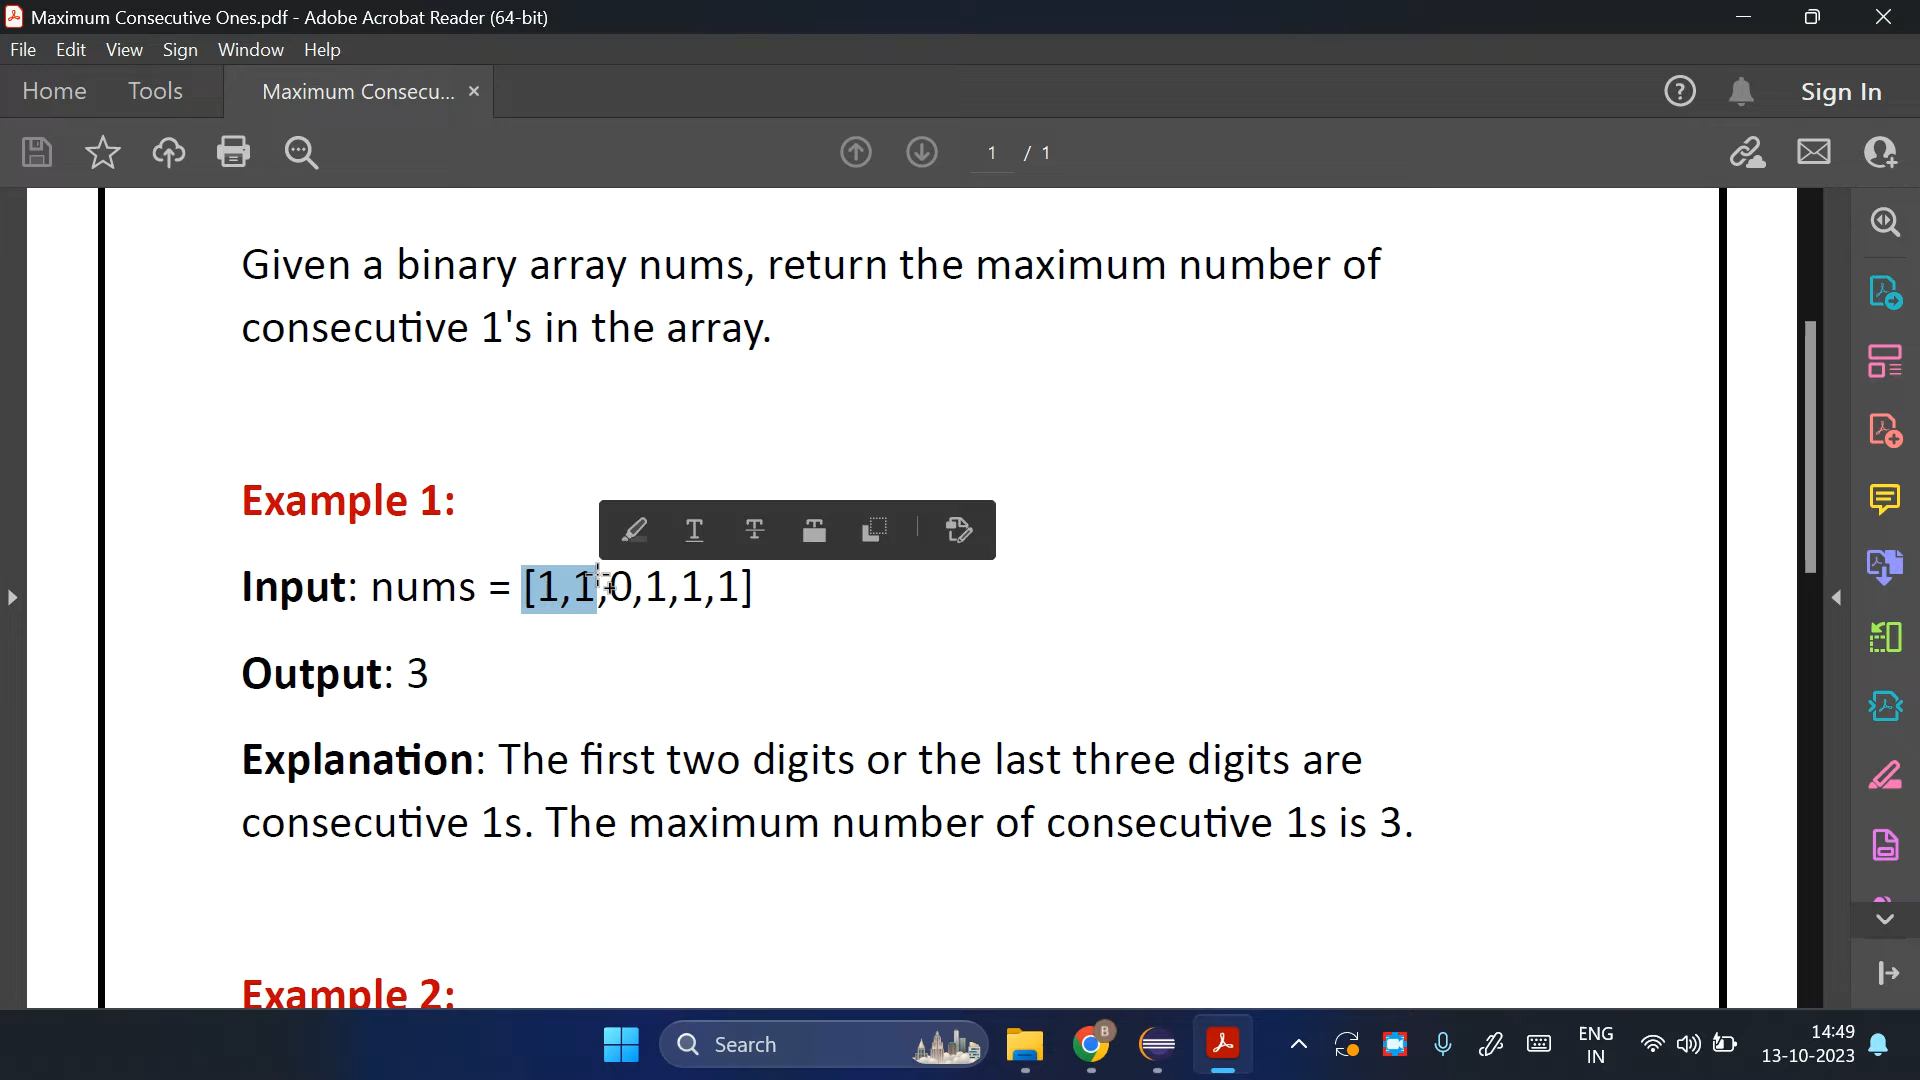 Maximum Consecutive Ones.pdf - Adobe Acrobat Reader (64-bit)
File Edit View Sign Window Help
Home Tools Maximum Consecu... × Sign In
1 / 1
Given a binary array nums, return the maximum number of
consecutive 1's in the array.
Example 1:
Input: nums = [1,1,0,1,1,1]
Output: 3
Explanation: The first two digits or the last three digits are
consecutive 1s. The maximum number of consecutive 1s is 3.
Example 2:
Search
B
ENG
IN
14:49
13-10-2023